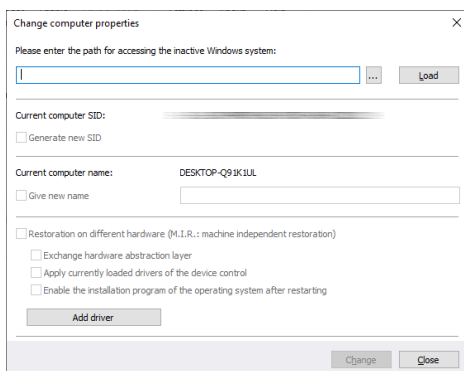 Change computer properties
Please enter the path for accessing the inactive Windows system:
...
Load
Current computer SID:
Generate new SID
Current computer name: DESKTOP-Q91K1UL
Give new name
Restoration on different hardware (M.I.R.: machine independent restoration)
Exchange hardware abstraction layer
Apply currently loaded drivers of the device control
Enable the installation program of the operating system after restarting
Add driver
Change
Close